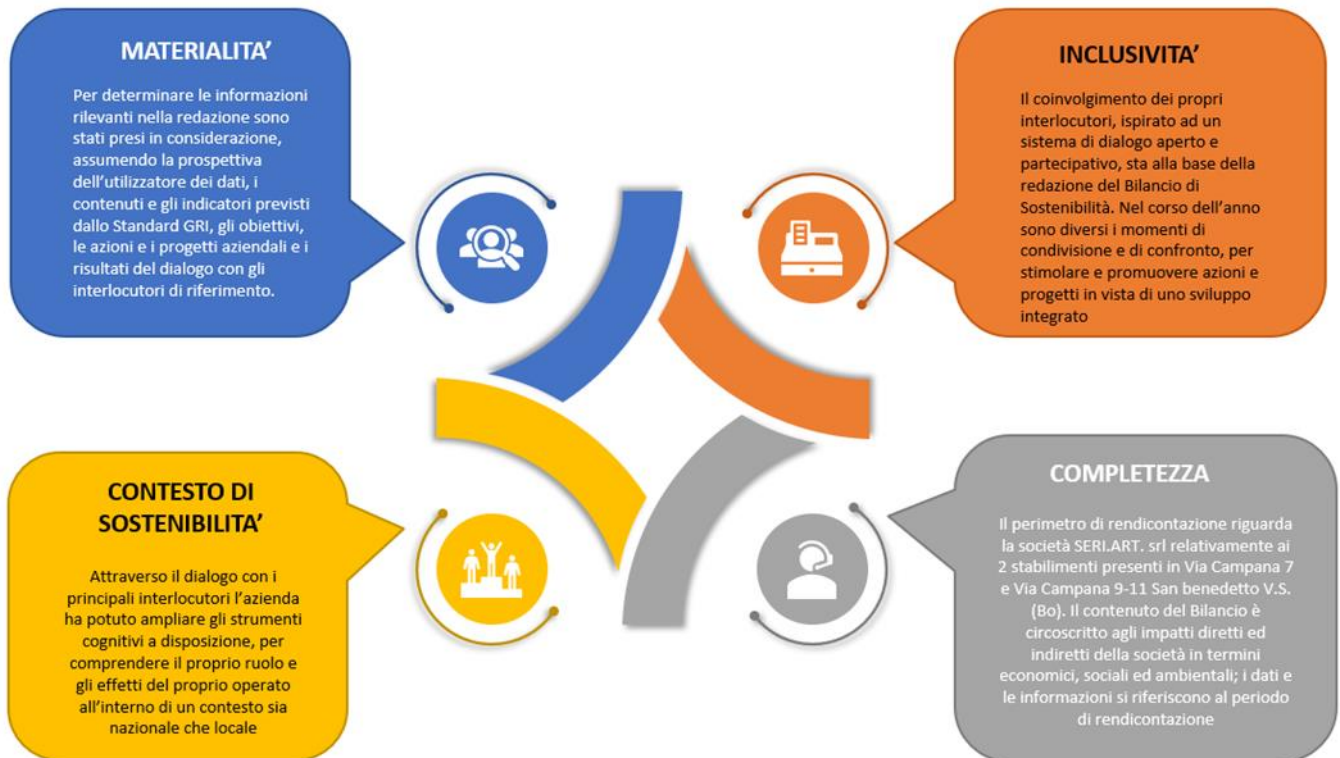 MATERIALITA’
Per determinare le informazioni
rilevanti nella redazione sono
stati presi in considerazione,
assumendo la prospettiva
dell’utilizzatore dei dati, i
contenuti e gli indicatori previsti
dallo Standard GRI, gli obiettivi,
le azioni e i progetti aziendali e i
risultati del dialogo con gli
interlocutori di riferimento.
INCLUSIVITA’
Il coinvolgimento dei propri
interlocutori, ispirato ad un
sistema di dialogo aperto e
partecipativo, sta alla base della
redazione del Bilancio di
Sostenibilità. Nel corso dell’anno
sono diversi i momenti di
condivisione e di confronto, per
stimolare e promuovere azioni e
progetti in vista di uno sviluppo
integrato
CONTESTO DI
SOSTENIBILITA’
Attraverso il dialogo con i
principali interlocutori l’azienda
ha potuto ampliare gli strumenti
cognitivi a disposizione, per
comprendere il proprio ruolo e
gli effetti del proprio operato
all’interno di un contesto sia
nazionale che locale
COMPLETEZZA
Il perimetro di rendicontazione riguarda
la società SERI.ART. srl relativamente ai
2 stabilimenti presenti in Via Campana 7
e Via Campana 9-11 San benedetto V.S.
(Bo). Il contenuto del Bilancio è
circoscritto agli impatti diretti ed
indiretti della società in termini
economici, sociali ed ambientali; i dati e
le informazioni si riferiscono al periodo
di rendicontazione